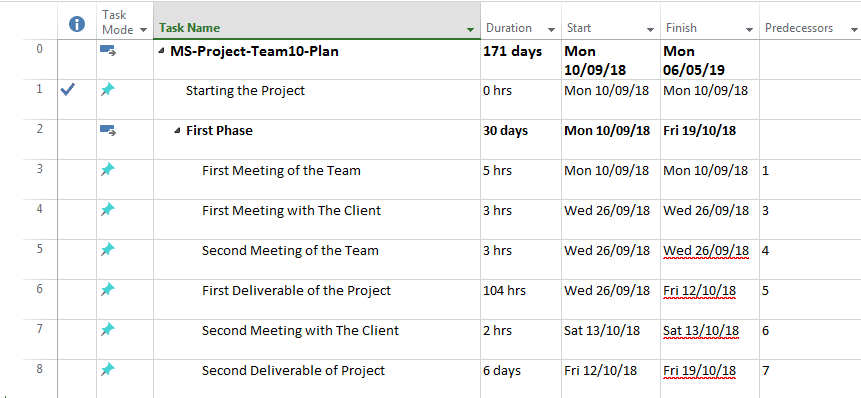 Task Mode Task Name Duration Start Finish Predecessors
0 MS-Project-Team10-Plan 171 days Mon 10/09/18 Mon 06/05/19
1 Starting the Project 0 hrs Mon 10/09/18 Mon 10/09/18
2 First Phase 30 days Mon 10/09/18 Fri 19/10/18
3 First Meeting of the Team 5 hrs Mon 10/09/18 Mon 10/09/18 1
4 First Meeting with The Client 3 hrs Wed 26/09/18 Wed 26/09/18 3
5 Second Meeting of the Team 3 hrs Wed 26/09/18 Wed 26/09/18 4
6 First Deliverable of the Project 104 hrs Wed 26/09/18 Fri 12/10/18 5
7 Second Meeting with The Client 2 hrs Sat 13/10/18 Sat 13/10/18 6
8 Second Deliverable of Project 6 days Fri 12/10/18 Fri 19/10/18 7